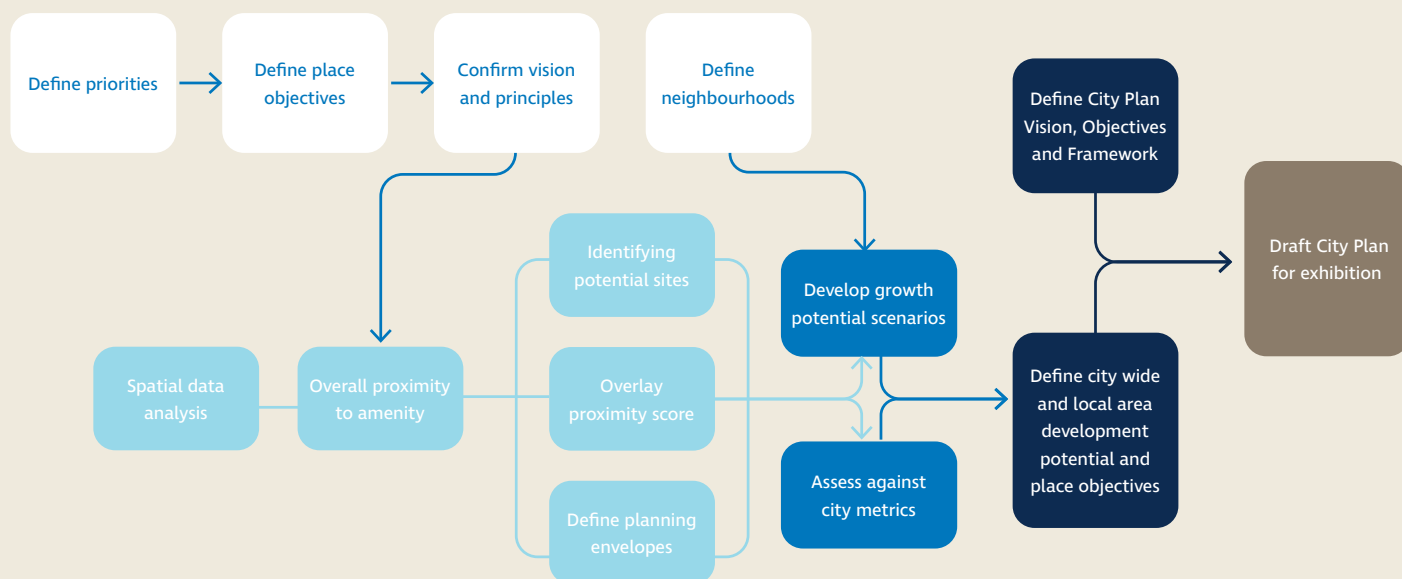 Define priorities
Define place
objectives
Confirm vision
and principles
Define
neighbourhoods
Define City Plan
Vision, Objectives
and Framework
Draft City Plan
for exhibition
Identifying
potential sites
Develop growth
potential scenarios
Spatial data
analysis
Overall proximity
to amenity
Overlay
proximity score
Define city wide
and local area
development
potential and
place objectives
Assess against
city metrics
Define planning
envelopes